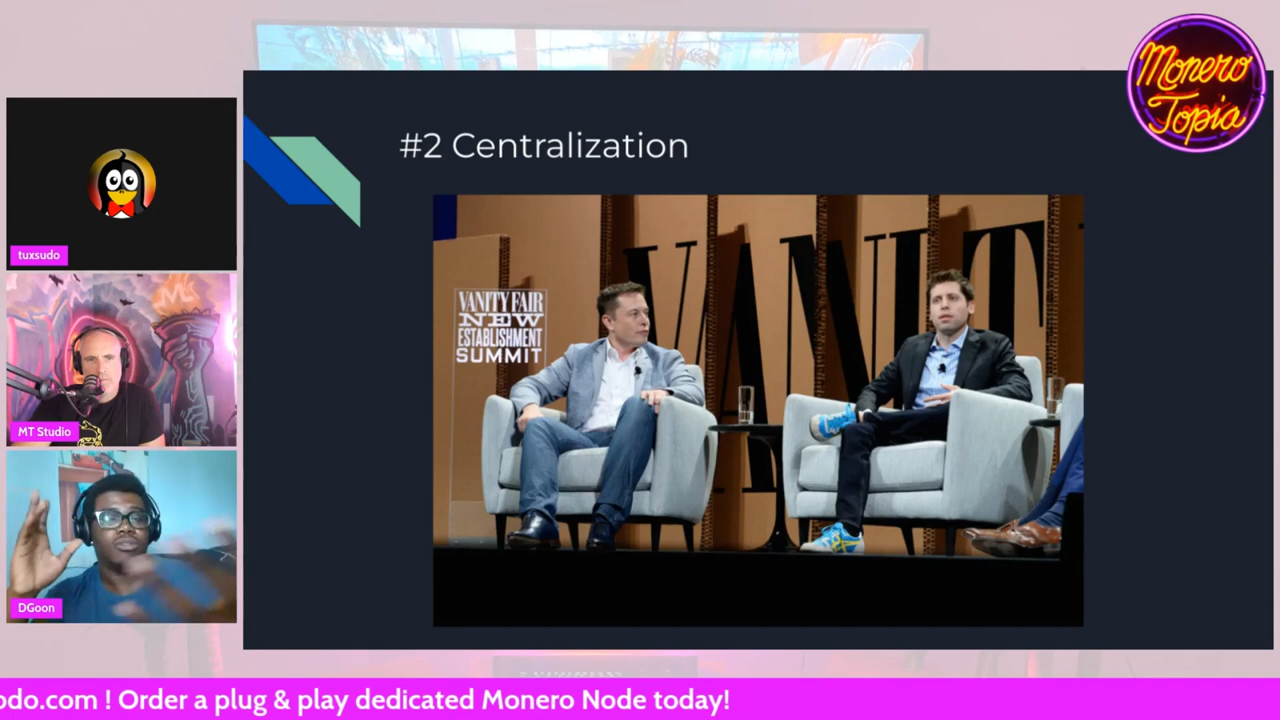 Monero
Topia
#2 Centralization
tuxsudo
VANIT
VANITY FAIR
NEW
ESTABLISHMENT
SUMMIT
MT Studio
DGoon
odo.com ! Order a plug & play dedicated Monero Node today!